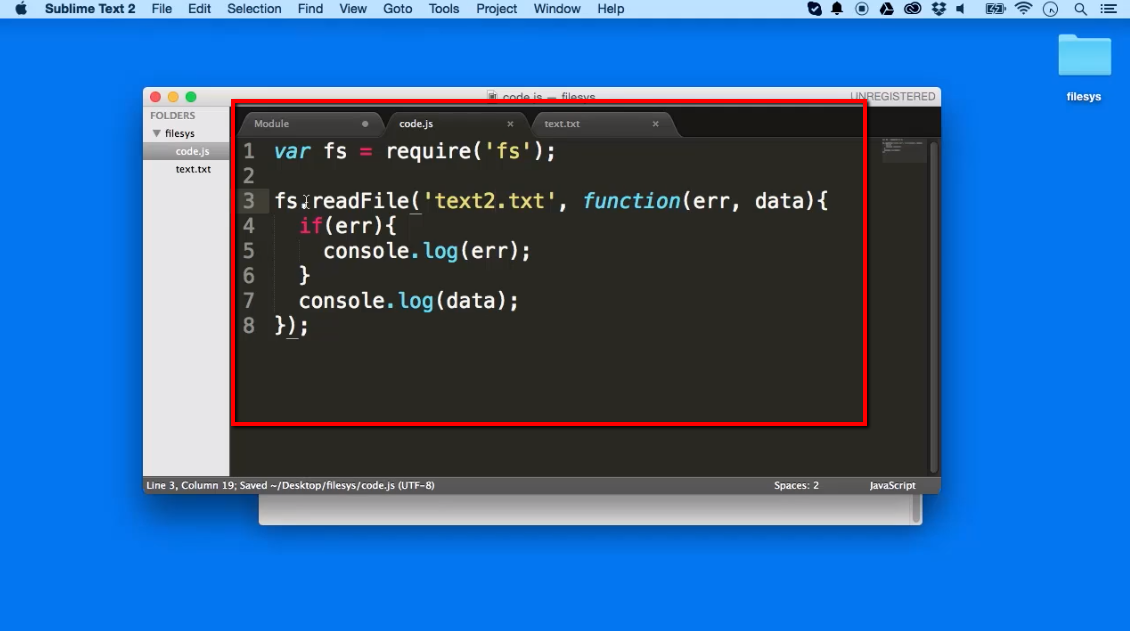 Sublime Text 2 File Edit Selection Find View Goto Tools Project Window Help
filesys
code.js — filesys UNREGISTERED
FOLDERS
filesys
code.js
text.txt
Module code.js text.txt
1 var fs = require('fs');
2
3 fs.readFile('text2.txt', function(err, data){
4 if(err){
5 console.log(err);
6 }
7 console.log(data);
8 });
Line 3, Column 19; Saved ~/Desktop/filesys/code.js (UTF-8) Spaces: 2 JavaScript